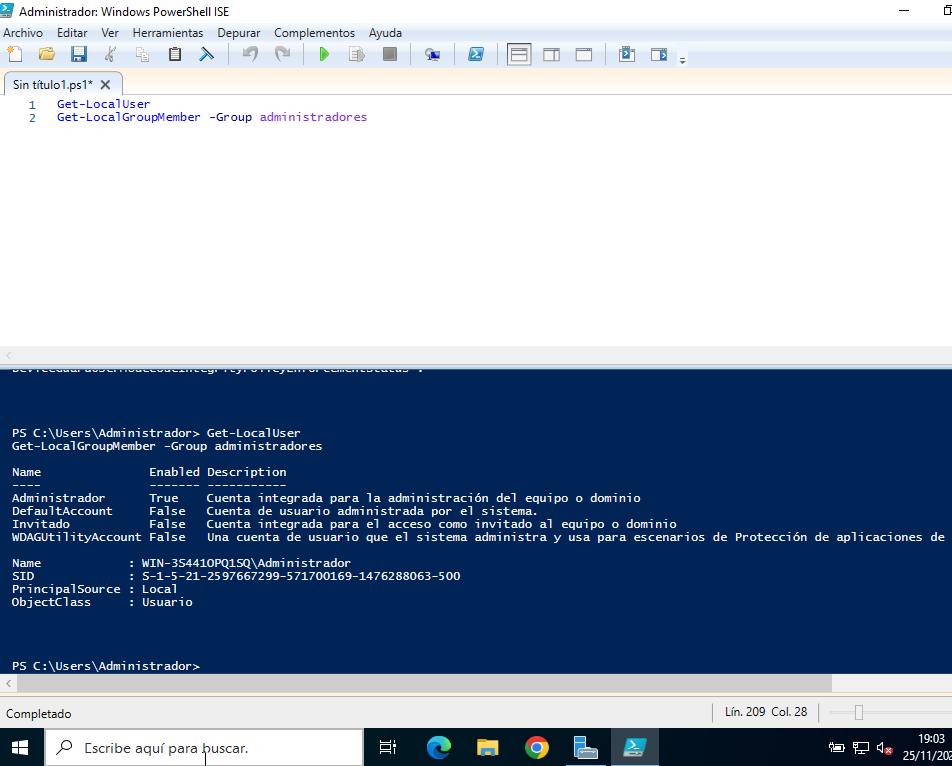 Administrador: Windows PowerShell ISE
Archivo Editar Ver Herramientas Depurar Complementos Ayuda
Sin título1.ps1*
1 Get-LocalUser
2 Get-LocalGroupMember -Group administradores
PS C:\Users\Administrador> Get-LocalUser
Get-LocalGroupMember -Group administradores
Name Enabled Description
---- ------- -----------
Administrador True Cuenta integrada para la administración del equipo o dominio
DefaultAccount False Cuenta de usuario administrada por el sistema.
Invitado False Cuenta integrada para el acceso como invitado al equipo o dominio
WDAGUtilityAccount False Una cuenta de usuario que el sistema administra y usa para escenarios de Protección de aplicaciones de
Name : WIN-3S441OPQ1SQ\Administrador
SID : S-1-5-21-2597667299-571700169-1476288063-500
PrincipalSource : Local
ObjectClass : Usuario
PS C:\Users\Administrador>
Completado
Lín. 209 Col. 28
Escribe aquí para buscar.
19:03
25/11/202